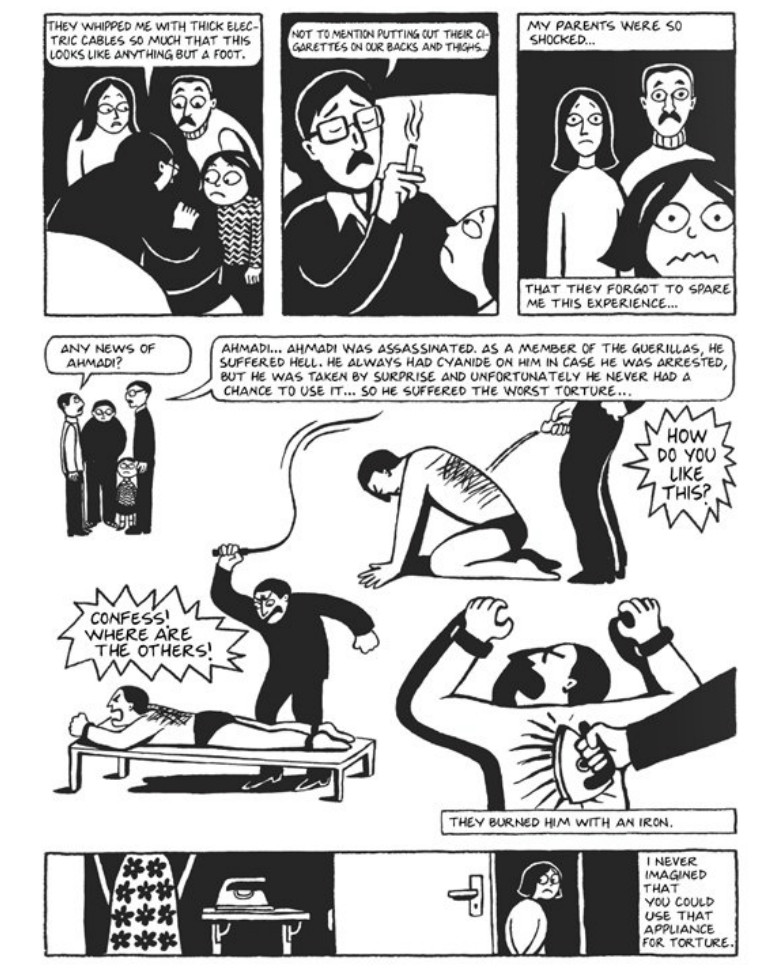 THEY WHIPPED ME WITH THICK ELEC-
TRIC CABLES SO MUCH THAT THIS
LOOKS LIKE ANYTHING BUT A FOOT.
NOT TO MENTION PUTTING OUT THEIR CI-
GARETTES ON OUR BACKS AND THIGHS...
MY PARENTS WERE SO
SHOCKED...
THAT THEY FORGOT TO SPARE
ME THIS EXPERIENCE...
ANY NEWS OF
AHMADI?
AHMADI... AHMADI WAS ASSASSINATED. AS A MEMBER OF THE GUERILLAS, HE
SUFFERED HELL. HE ALWAYS HAD CYANIDE ON HIM IN CASE HE WAS ARRESTED,
BUT HE WAS TAKEN BY SURPRISE AND UNFORTUNATELY HE NEVER HAD A
CHANCE TO USE IT... SO HE SUFFERED THE WORST TORTURE...
HOW
DO YOU
LIKE
THIS?
CONFESS!
WHERE ARE
THE OTHERS!
THEY BURNED HIM WITH AN IRON.
I NEVER
IMAGINED
THAT
YOU COULD
USE THAT
APPLIANCE
FOR TORTURE.